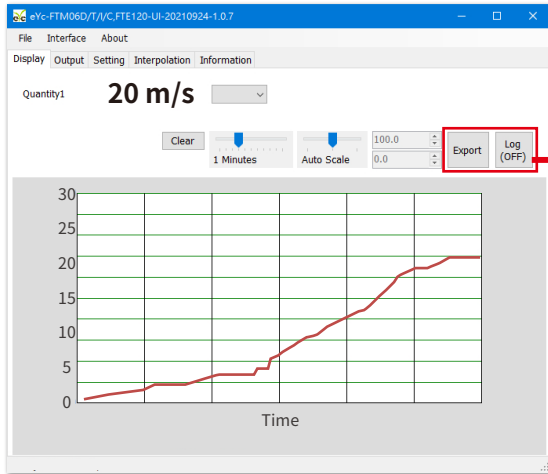 eYc-FTM06D/T/I/C,FTE120-UI-20210924-1.0.7
File Interface About
Display Output Setting Interpolation Information
Quantity1 20 m/s
Clear 1 Minutes Auto Scale 100.0 0.0 Export Log (OFF)
30
25
20
15
10
5
0
Time